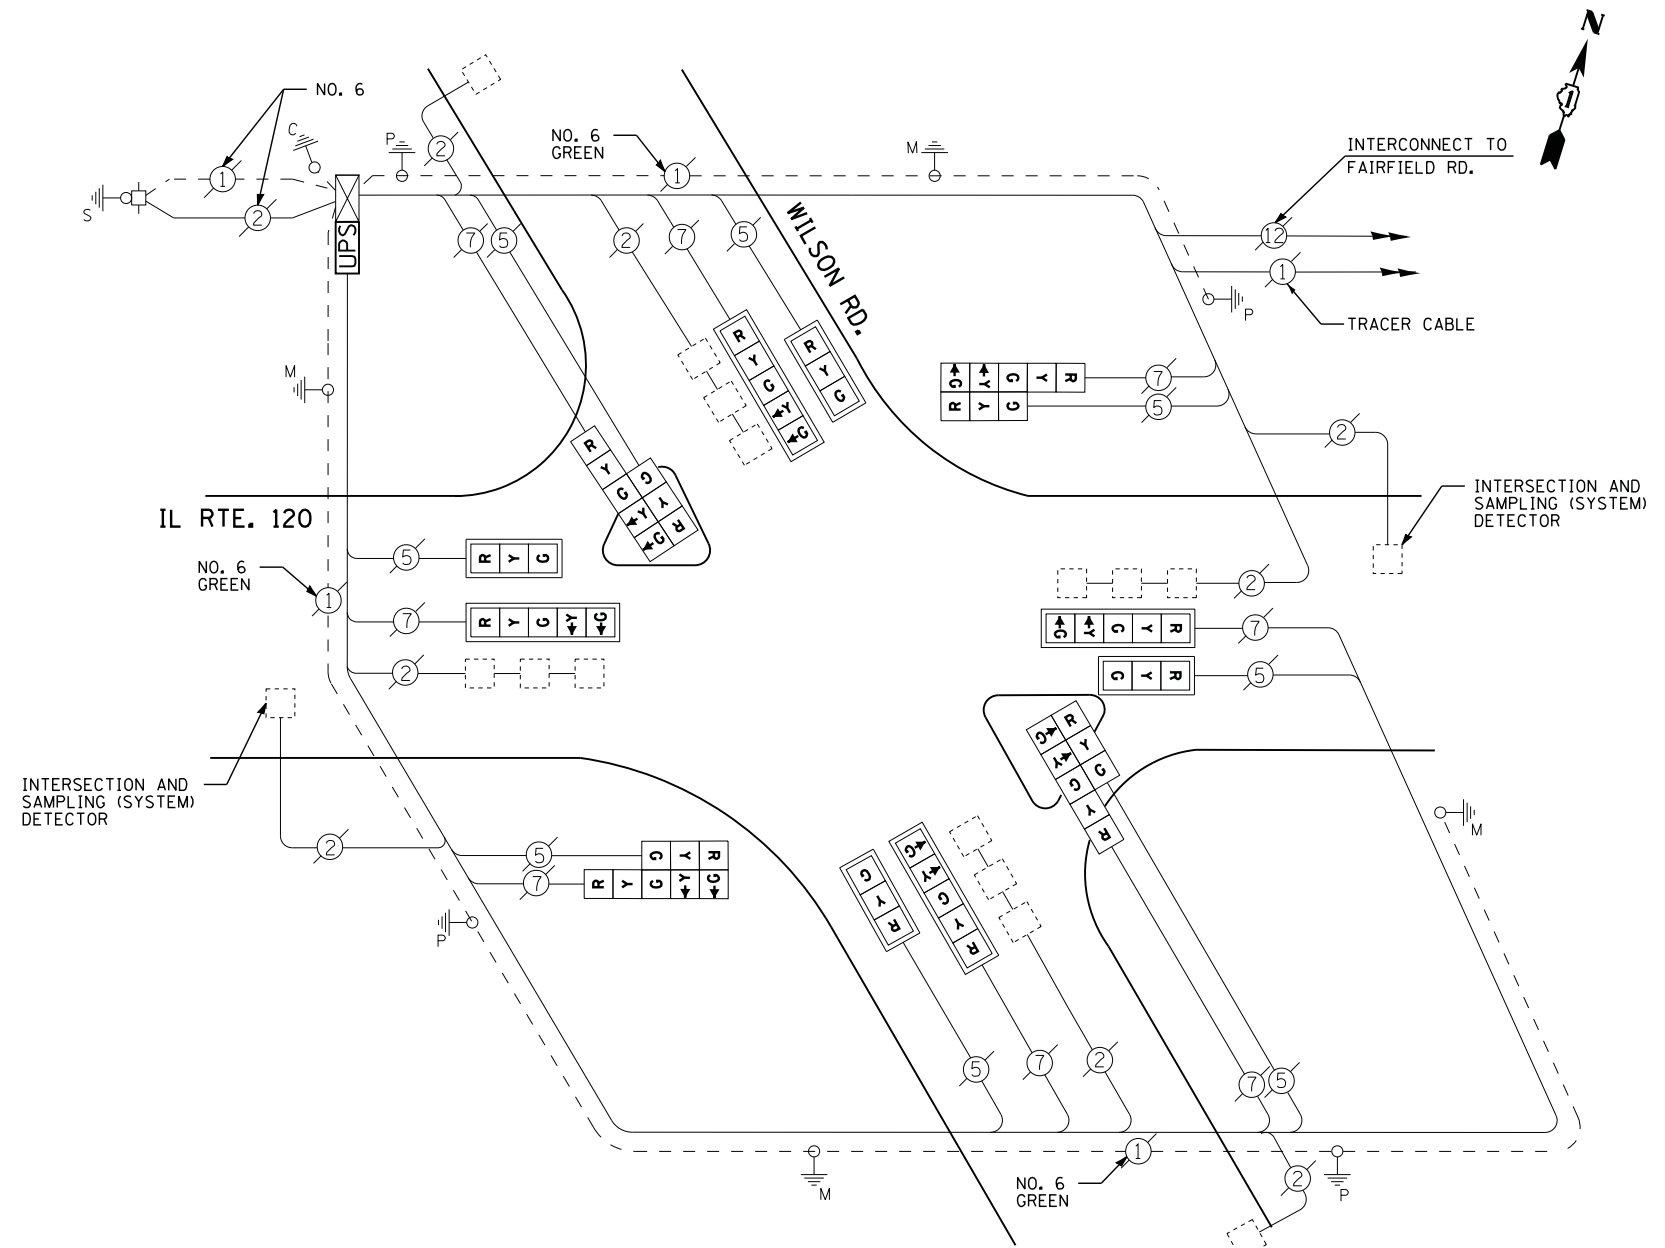 N
1
NO. 6
C
P
M
NO. 6
GREEN
INTERCONNECT TO
FAIRFIELD RD.
2
1
1
S
2
UPS
7
5
2
7
5
WILSON RD.
12
1
P
TRACER CABLE
M
R
Y
G
Y
G
R
Y
G
G Y G Y R
R Y G
7
5
2
R
Y
G
Y
G
G
Y
R
INTERSECTION AND
SAMPLING (SYSTEM)
DETECTOR
IL RTE. 120
NO. 6
GREEN
1
5
R Y G
7
R Y G Y G
2
2
G Y G Y R
7
G Y R
5
INTERSECTION AND
SAMPLING (SYSTEM)
DETECTOR
2
5
G Y R
7
R Y G Y G
P
G
Y
G
Y
R
R
Y
G
M
G
Y
R
G
Y
G
Y
R
5
7
2
7
5
M
NO. 6
GREEN
1
2
P